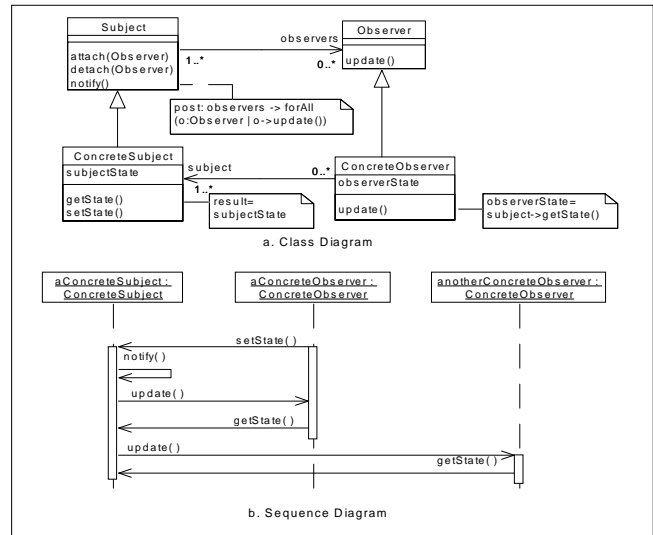 Subject
attach(Observer)
detach(Observer)
notify()
observers
1..*
0..*
Observer
update()
post: observers -> forAll
(o:Observer | o->update())
ConcreteSubject
subjectState
getState()
setState()
subject
1..*
0..*
result=
subjectState
ConcreteObserver
observerState
update()
observerState=
subject->getState()
a. Class Diagram
aConcreteSubject :
ConcreteSubject
aConcreteObserver :
ConcreteObserver
anotherConcreteObserver :
ConcreteObserver
setState( )
notify( )
update( )
getState( )
update( )
getState( )
b. Sequence Diagram